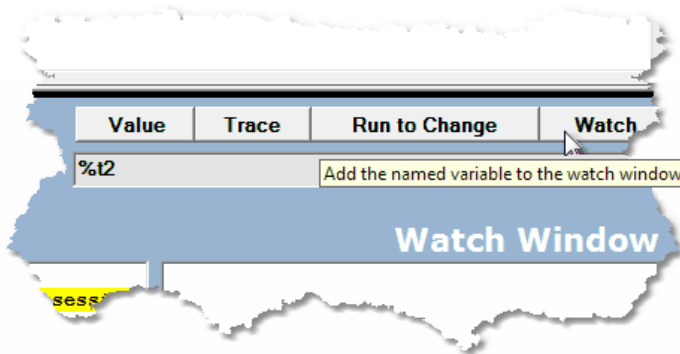 Value Trace Run to Change Watch
%t2
Add the named variable to the watch window
Watch Window